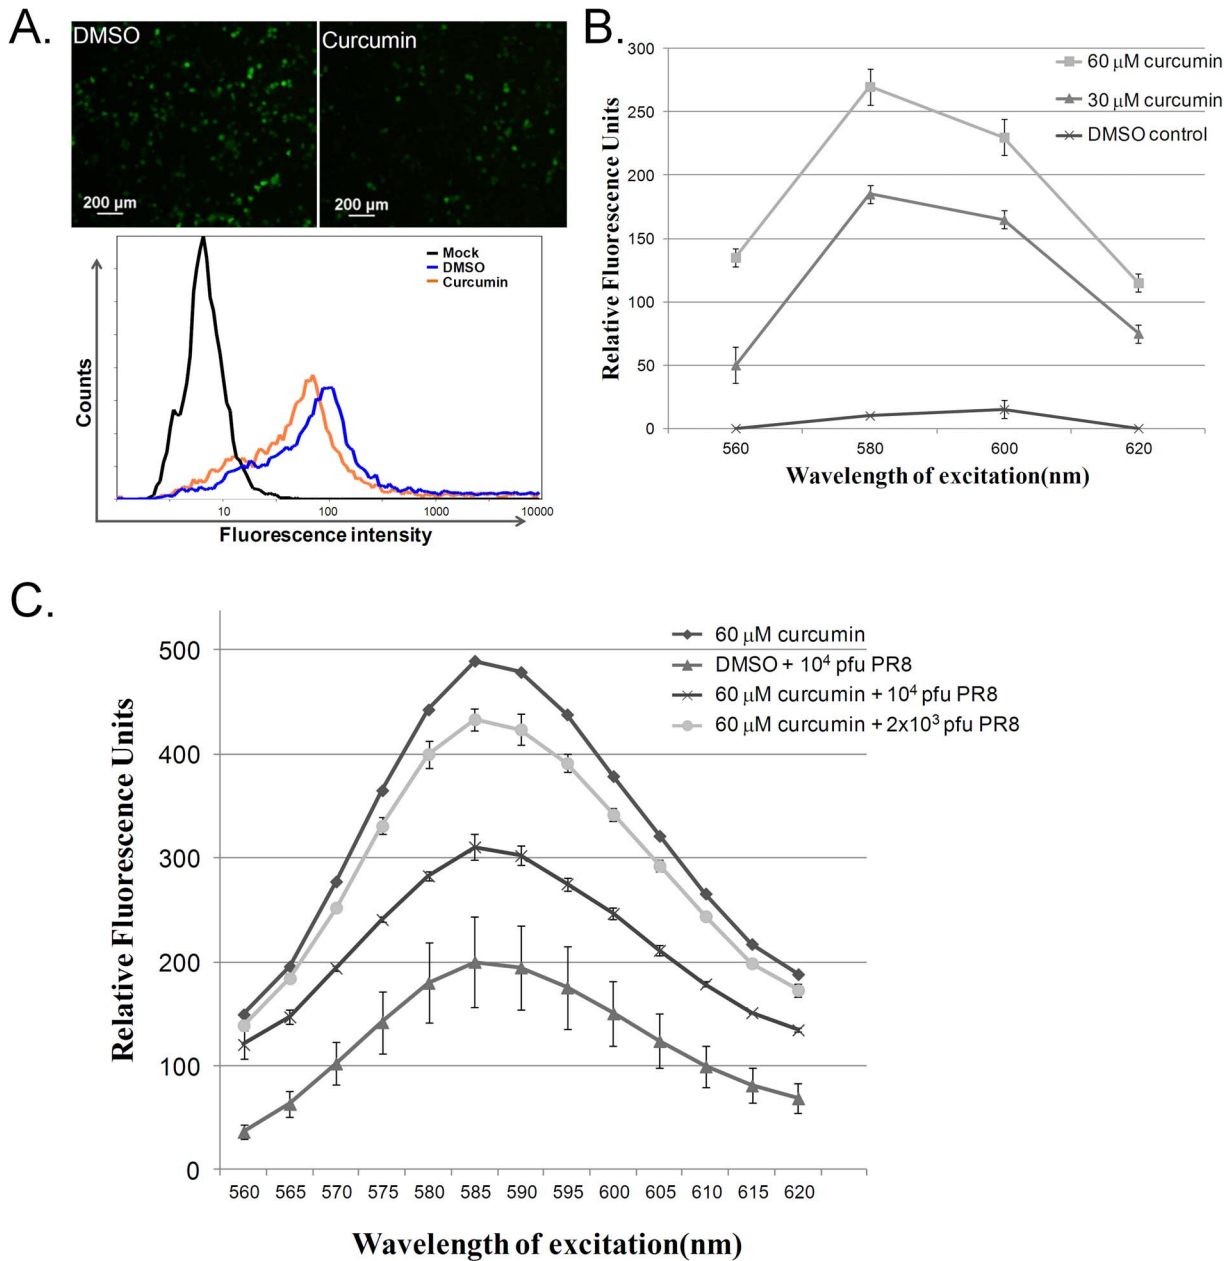 A.
DMSO
Curcumin
200 μm
200 μm
Mock
DMSO
Curcumin
Counts
10
100
1000
10000
Fluorescence intensity
B.
300
250
200
150
100
50
0
Relative Fluorescence Units
60 μM curcumin
30 μM curcumin
DMSO control
560
580
600
620
Wavelength of excitation(nm)
C.
500
400
300
200
100
0
Relative Fluorescence Units
60 μM curcumin
DMSO + 10⁴ pfu PR8
60 μM curcumin + 10⁴ pfu PR8
60 μM curcumin + 2x10³ pfu PR8
560 565 570 575 580 585 590 595 600 605 610 615 620
Wavelength of excitation(nm)